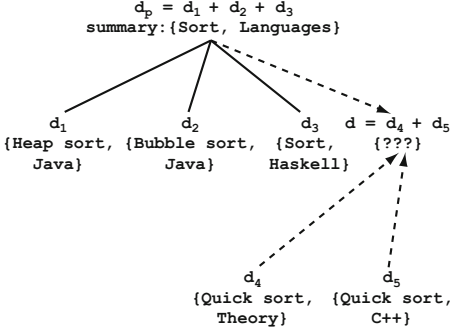 dₚ = d₁ + d₂ + d₃
summary:{Sort, Languages}
d₁ d₂ d₃ d = d₄ + d₅
{Heap sort, {Bubble sort, {Sort, {???}
Java} Java} Haskell}
d₄ d₅
{Quick sort, {Quick sort,
Theory} C++}